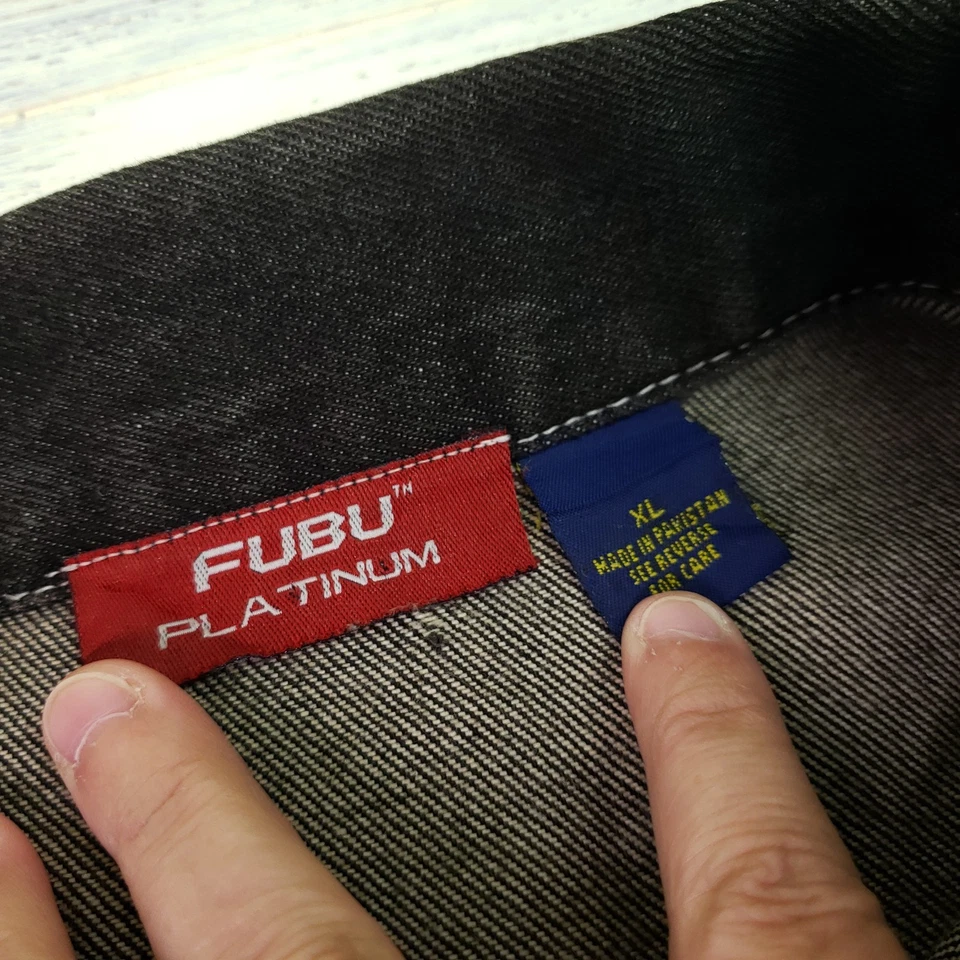 FUBU™
PLATINUM
XL
MADE IN PAKISTAN
SEE REVERSE
FOR CARE